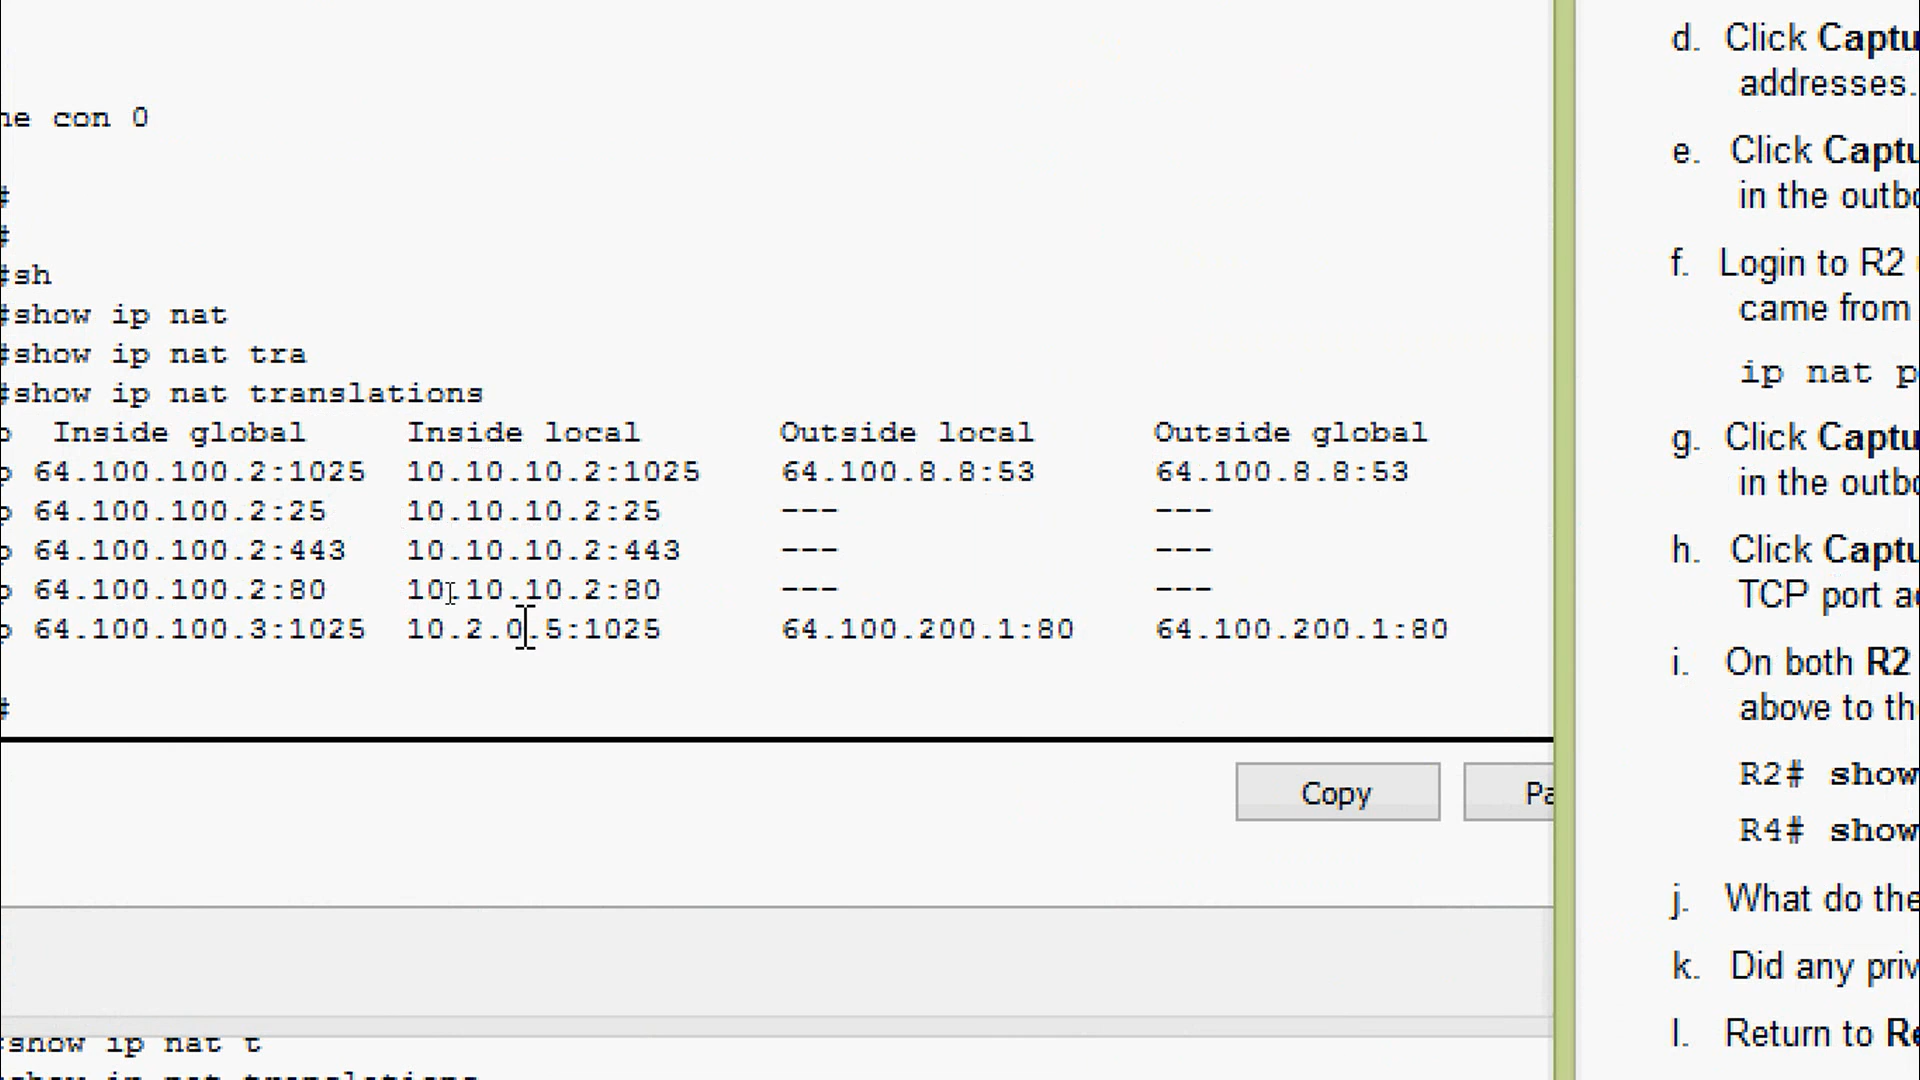 ne con 0
#
#
#sh
#show ip nat
#show ip nat tra
#show ip nat translations
o Inside global Inside local Outside local Outside global
p 64.100.100.2:1025 10.10.10.2:1025 64.100.8.8:53 64.100.8.8:53
p 64.100.100.2:25 10.10.10.2:25 --- ---
p 64.100.100.2:443 10.10.10.2:443 --- ---
p 64.100.100.2:80 10.10.10.2:80 --- ---
p 64.100.100.3:1025 10.2.0.5:1025 64.100.200.1:80 64.100.200.1:80
#
Copy Pa
#show ip nat t
show ip nat translations
d. Click Captu
addresses.
e. Click Captu
in the outbo
f. Login to R2
came from
ip nat p
g. Click Captu
in the outbo
h. Click Captu
TCP port ad
i. On both R2
above to th
R2# show
R4# show
j. What do the
k. Did any priv
l. Return to Re